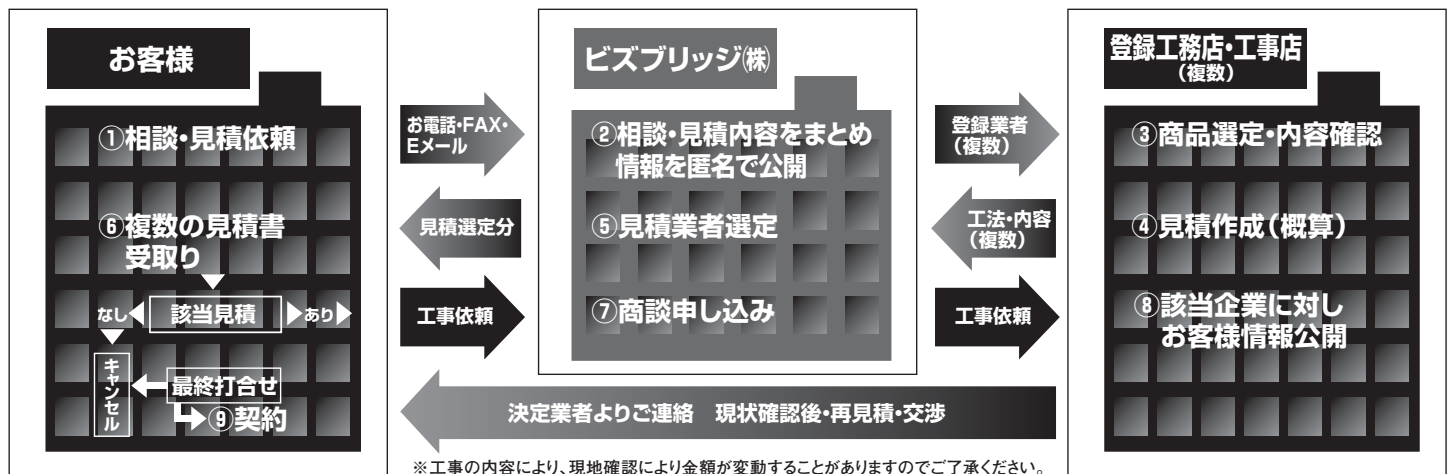 お客様
①相談・見積依頼
⑥複数の見積書
受取り
なし
該当見積
あり
キャンセル
最終打合せ
⑨契約
お電話・FAX・
Eメール
見積選定分
工事依頼
ビズブリッジ㈱
②相談・見積内容をまとめ
情報を匿名で公開
⑤見積業者選定
⑦商談申し込み
登録業者
（複数）
工法・内容
（複数）
工事依頼
登録工務店・工事店
（複数）
③商品選定・内容確認
④見積作成（概算）
⑧該当企業に対し
お客様情報公開
決定業者よりご連絡　現状確認後・再見積・交渉
※工事の内容により、現地確認により金額が変動することがありますのでご了承ください。